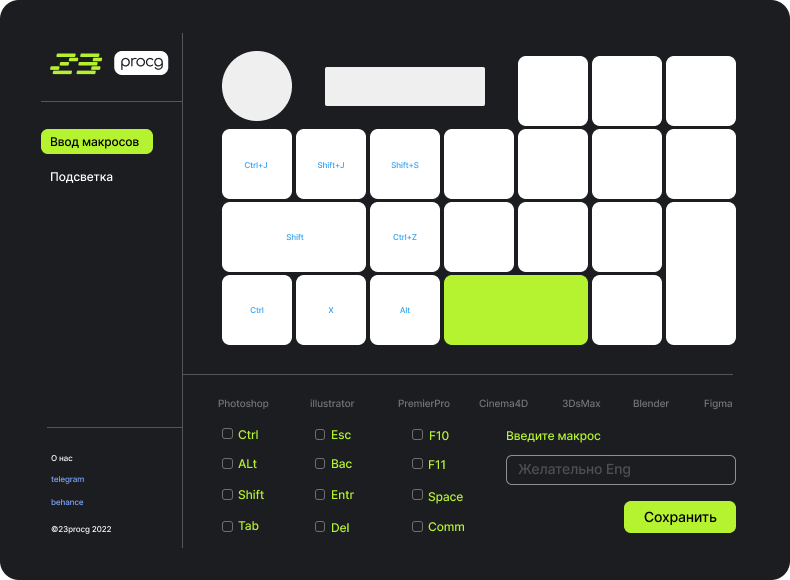 23 procg
Ввод макросов
Подсветка
Ctrl+J
Shift+J
Shift+S
Shift
Ctrl+Z
Ctrl
X
Alt
Photoshop
illustrator
PremierPro
Cinema4D
3DsMax
Blender
Figma
Ctrl
Esc
F10
Введите макрос
ALt
Bac
F11
Желательно Eng
Shift
Entr
Space
Сохранить
Tab
Del
Comm
О нас
telegram
behance
©23procg 2022